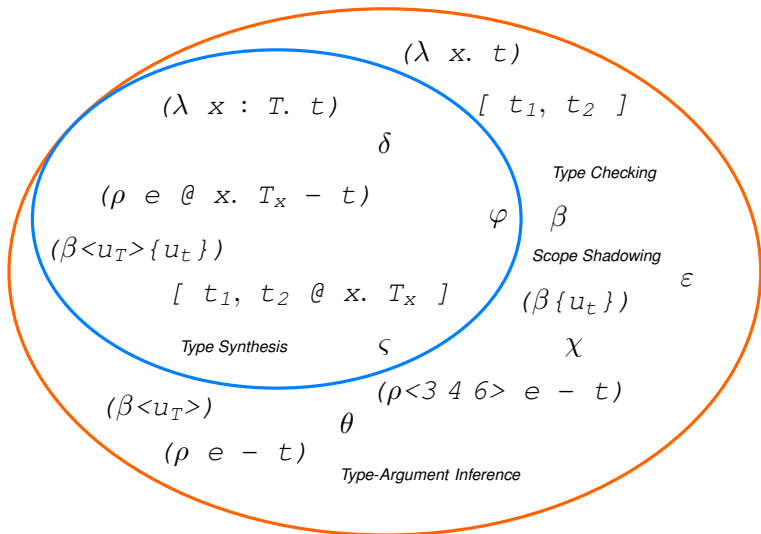 (λ x. t)
(λ x : T. t)
[ t₁, t₂ ]
δ
Type Checking
(ρ e @ x. Tₓ − t)
φ β
(β<u_T>{u_t})
Scope Shadowing
ε
[ t₁, t₂ @ x. Tₓ ]
(β{u_t})
Type Synthesis
ς
χ
(ρ<3 4 6> e − t)
(β<u_T>)
θ
(ρ e − t)
Type-Argument Inference